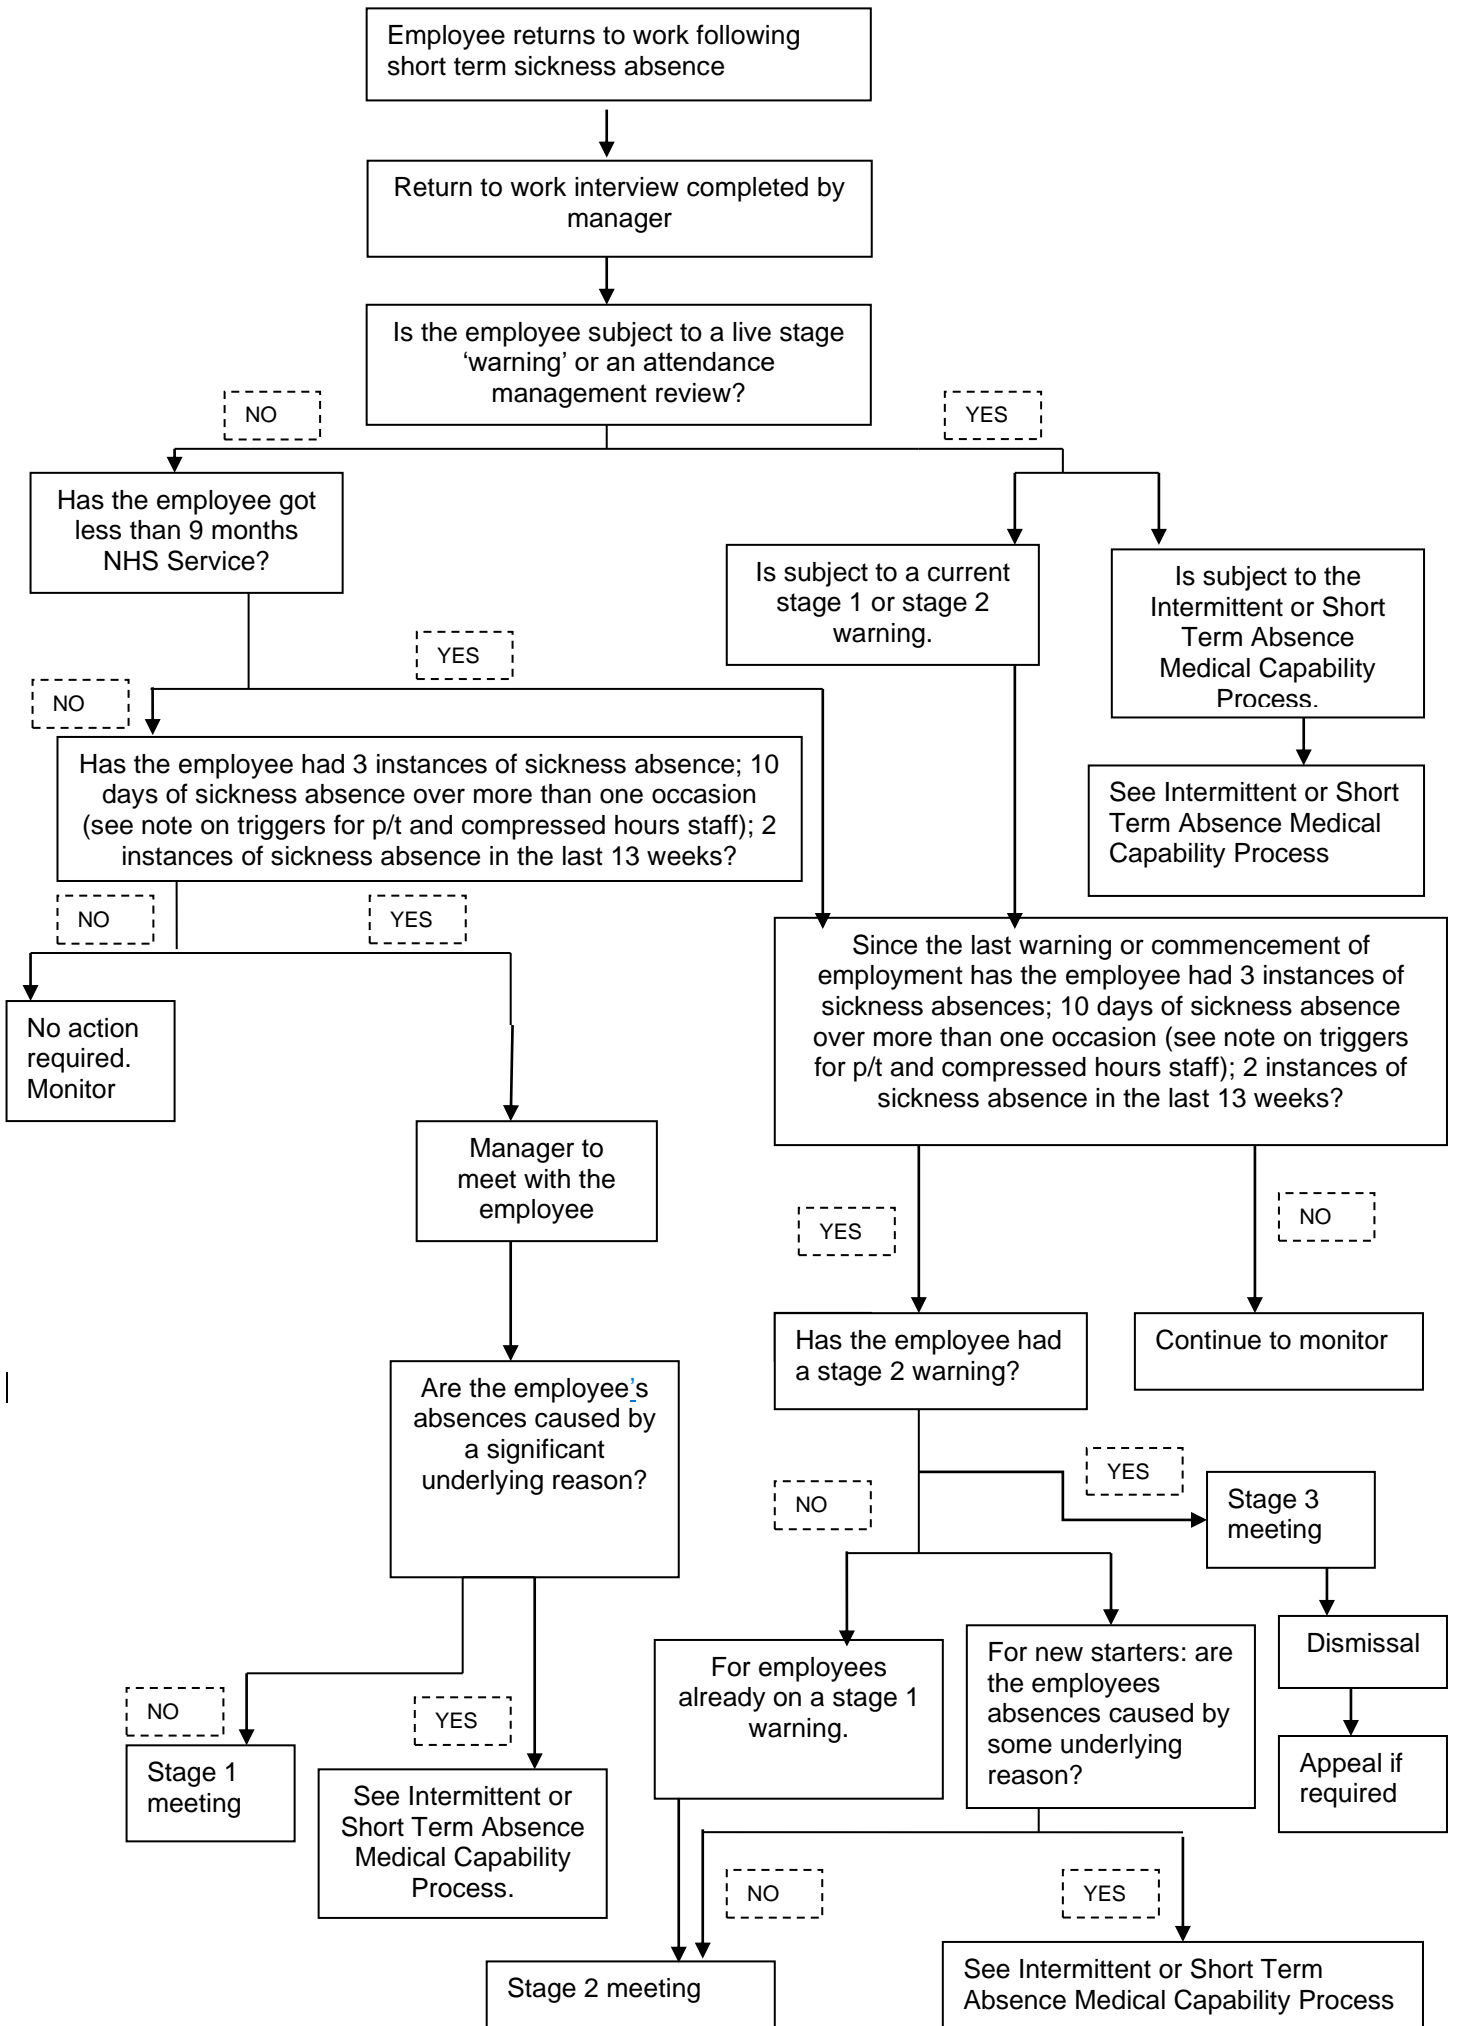 Employee returns to work following
short term sickness absence
Return to work interview completed by
manager
Is the employee subject to a live stage
‘warning’ or an attendance
management review?
NO
YES
Has the employee got
less than 9 months
NHS Service?
Is subject to a current
stage 1 or stage 2
warning.
Is subject to the
Intermittent or Short
Term Absence
Medical Capability
Process.
YES
NO
Has the employee had 3 instances of sickness absence; 10
days of sickness absence over more than one occasion
(see note on triggers for p/t and compressed hours staff); 2
instances of sickness absence in the last 13 weeks?
See Intermittent or Short
Term Absence Medical
Capability Process
NO
YES
Since the last warning or commencement of
employment has the employee had 3 instances of
sickness absences; 10 days of sickness absence
over more than one occasion (see note on triggers
for p/t and compressed hours staff); 2 instances of
sickness absence in the last 13 weeks?
No action
required.
Monitor
Manager to
meet with the
employee
YES
NO
Has the employee had
a stage 2 warning?
Continue to monitor
Are the employee’s
absences caused by
a significant
underlying reason?
YES
NO
Stage 3
meeting
For employees
already on a stage 1
warning.
For new starters: are
the employees
absences caused by
some underlying
reason?
Dismissal
NO
YES
Stage 1
meeting
Appeal if
required
See Intermittent or
Short Term Absence
Medical Capability
Process.
NO
YES
Stage 2 meeting
See Intermittent or Short Term
Absence Medical Capability Process